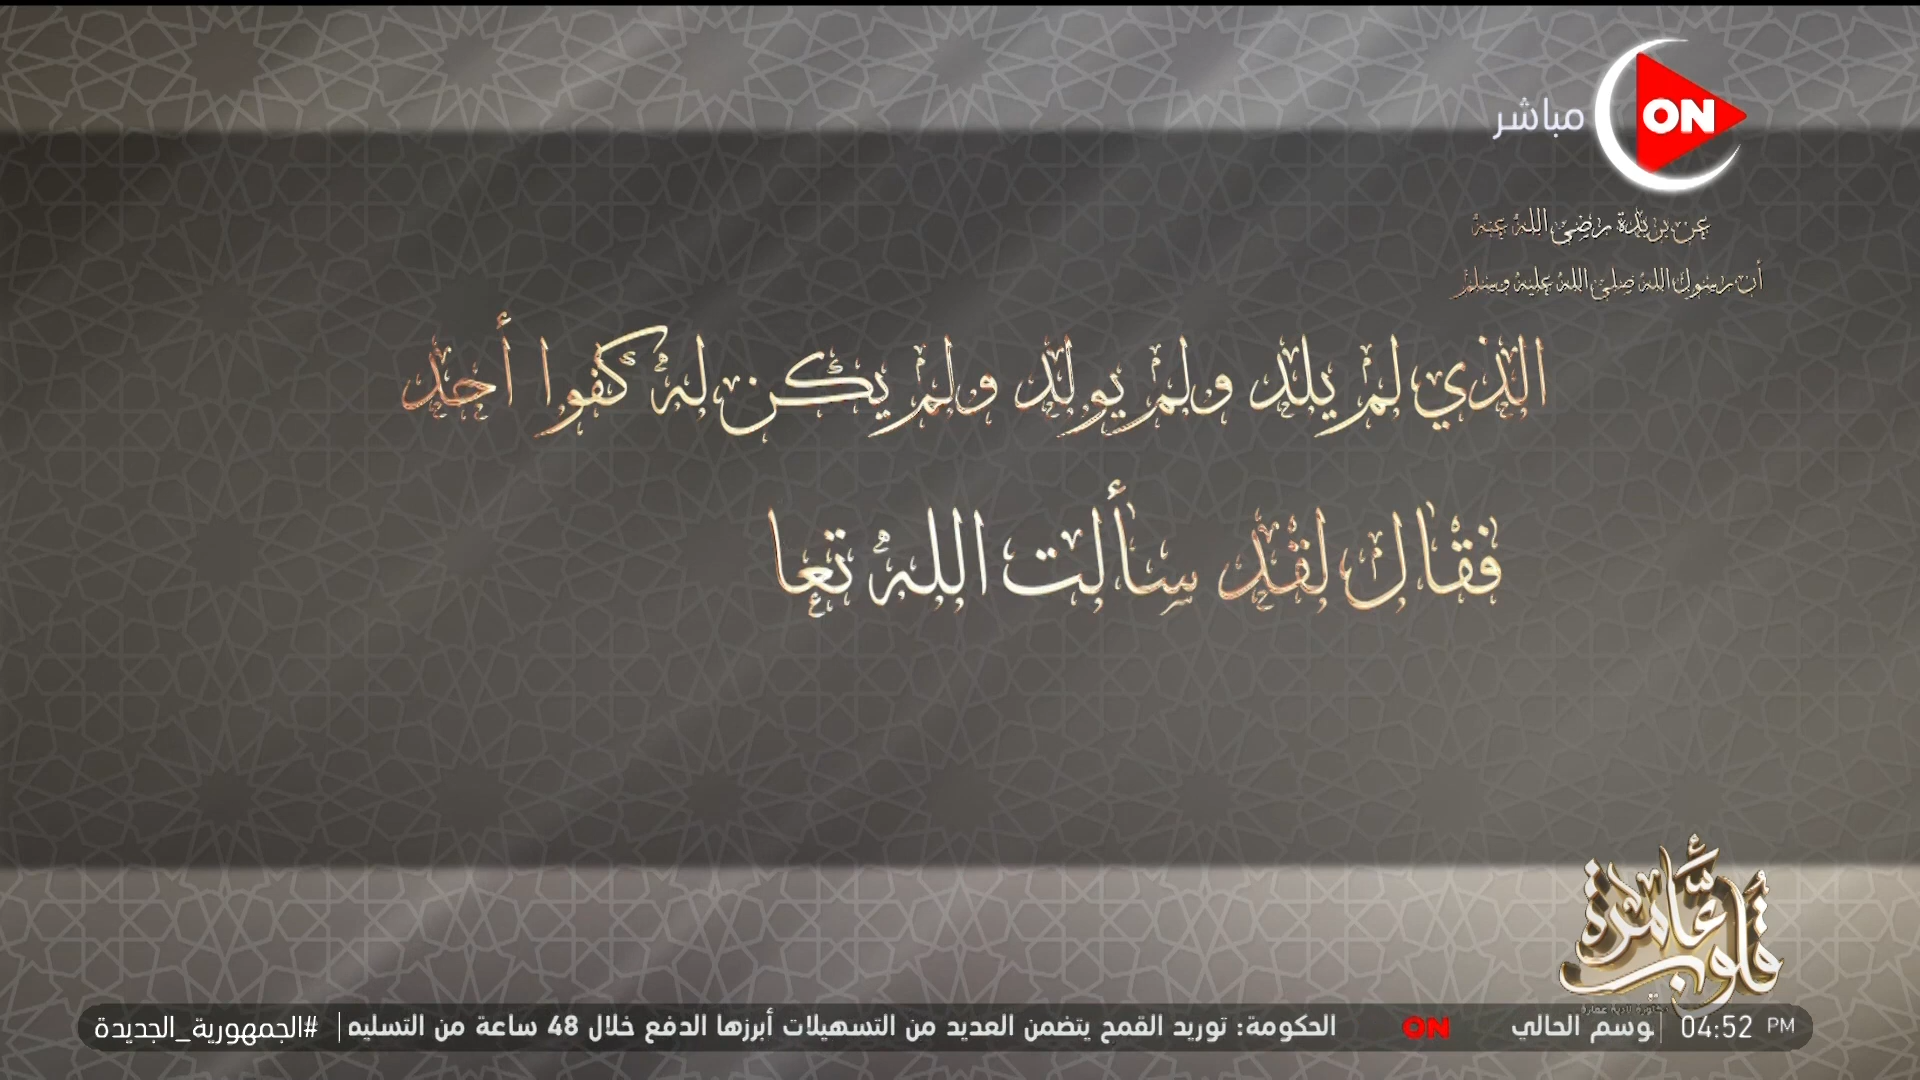 ON
مباشر
عن بريدة رضى الله عنه
أن رسول الله صلى الله عليه وسلم
الذي لم يلد ولم يولد ولم يكن له كفوا أحد
فقال لقد سألت الله تعا
قلوب عامرة
04:52 PM
وسم الحالي ON الحكومة: توريد القمح يتضمن العديد من التسهيلات أبرزها الدفع خلال 48 ساعة من التسليم
#الجمهورية_الجديدة